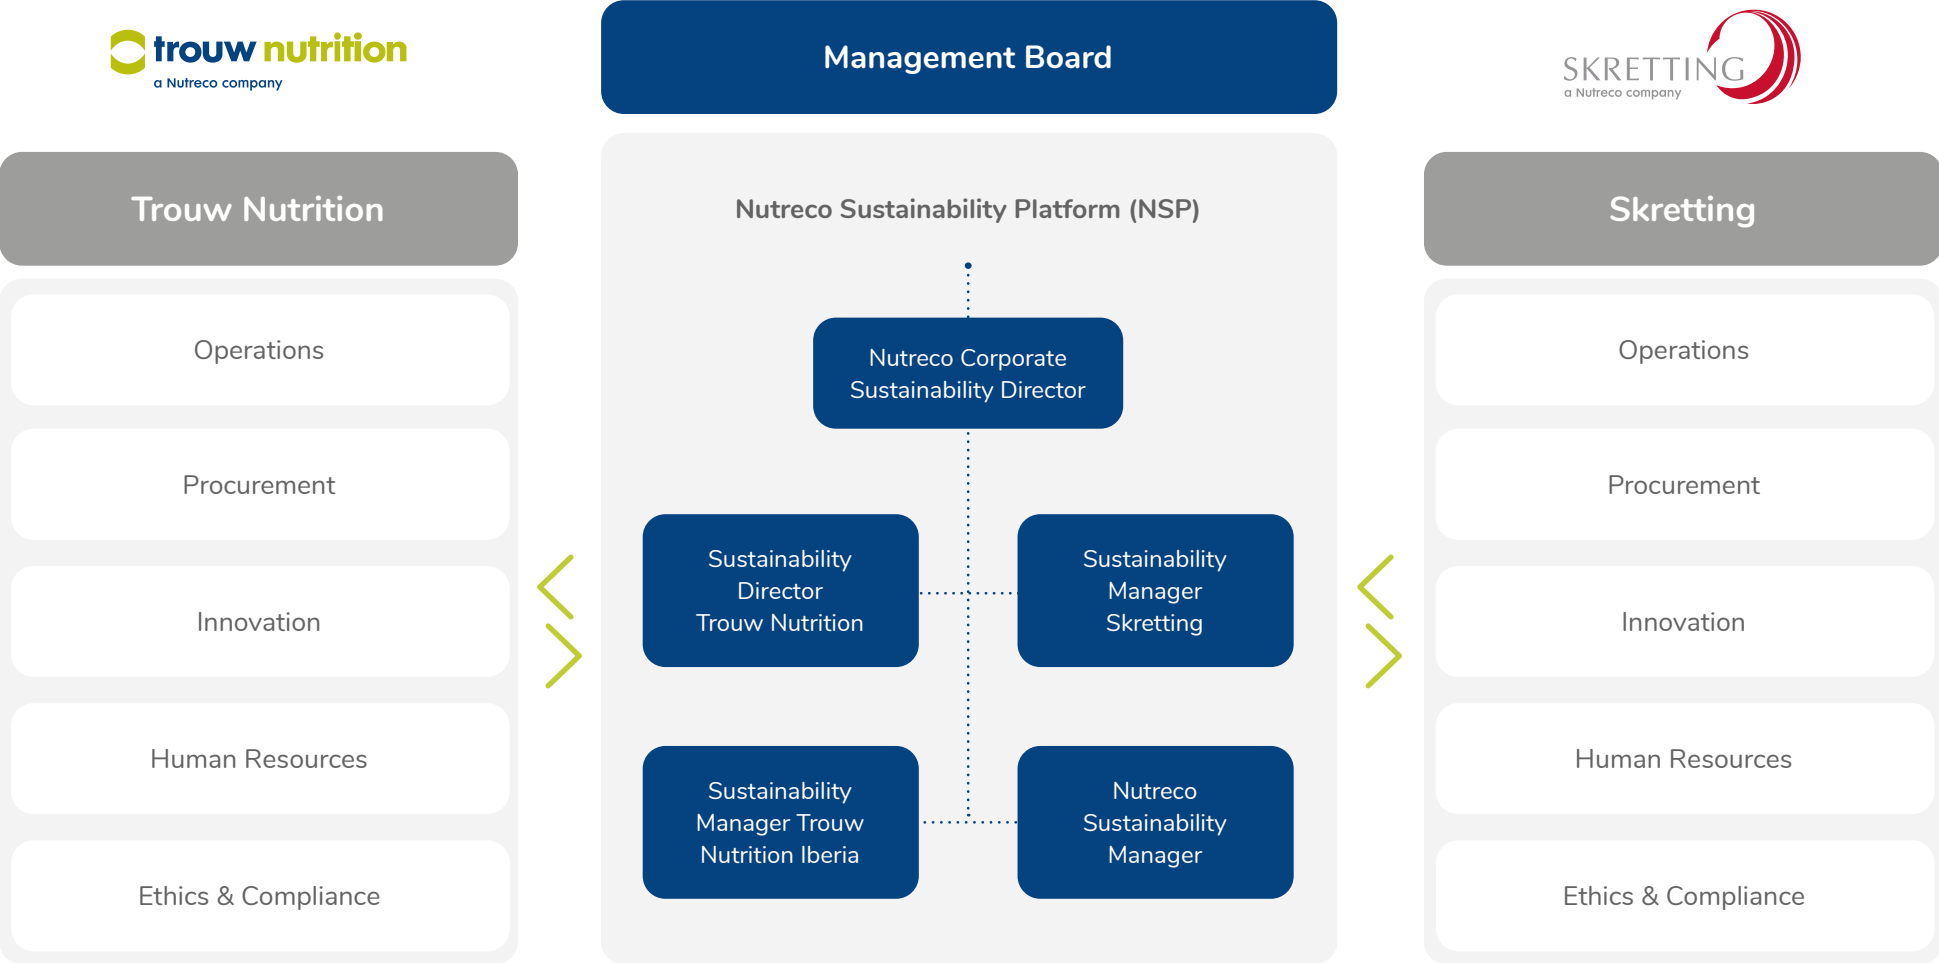 trouw nutrition
a Nutreco company
Trouw Nutrition
Operations
Procurement
Innovation
Human Resources
Ethics & Compliance
Management Board
Nutreco Sustainability Platform (NSP)
Nutreco Corporate
Sustainability Director
Sustainability
Director
Trouw Nutrition
Sustainability
Manager
Skretting
Sustainability
Manager Trouw
Nutrition Iberia
Nutreco
Sustainability
Manager
SKRETTING
a Nutreco company
Skretting
Operations
Procurement
Innovation
Human Resources
Ethics & Compliance